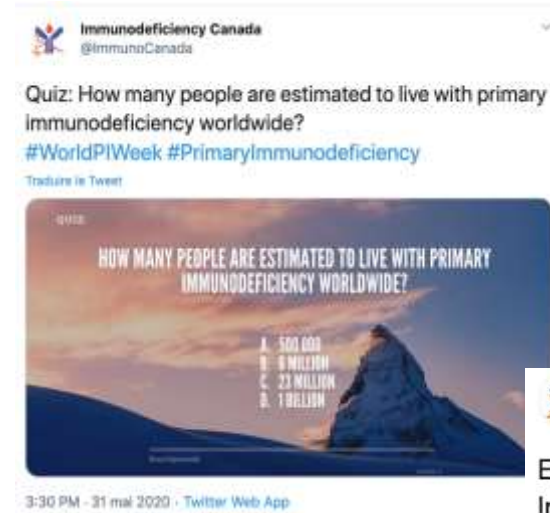 Immunodeficiency Canada
@ImmunoCanada
Quiz: How many people are estimated to live with primary
immunodeficiency worldwide?
#WorldPIWeek #PrimaryImmunodeficiency
Traduire le Tweet
QUIZ
HOW MANY PEOPLE ARE ESTIMATED TO LIVE WITH PRIMARY
IMMUNODEFICIENCY WORLDWIDE?
A. 500 000
B. 6 MILLION
C. 23 MILLION
D. 1 BILLION
3:30 PM - 31 mai 2020 · Twitter Web App